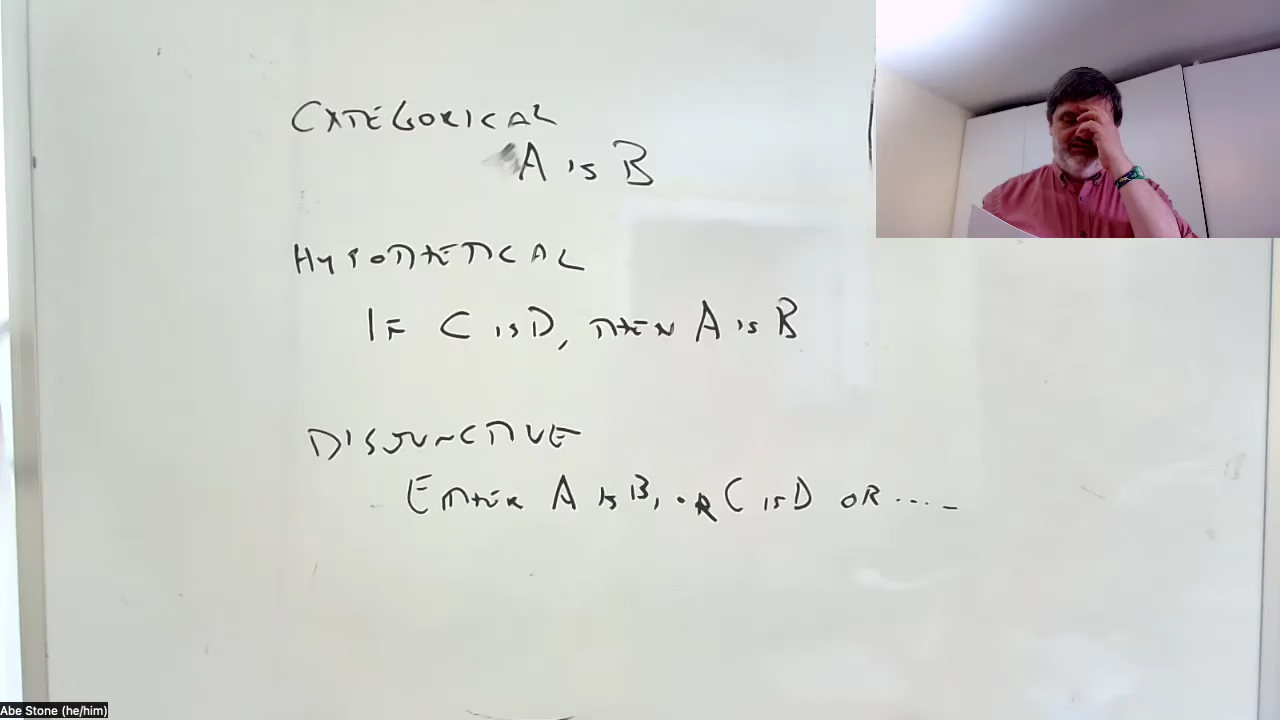 CATEGORICAL
A is B
HYPOTHETICAL
IF C is D, THEN A is B
DISJUNCTIVE
EITHER A is B, OR C is D OR ....
Abe Stone (he/him)